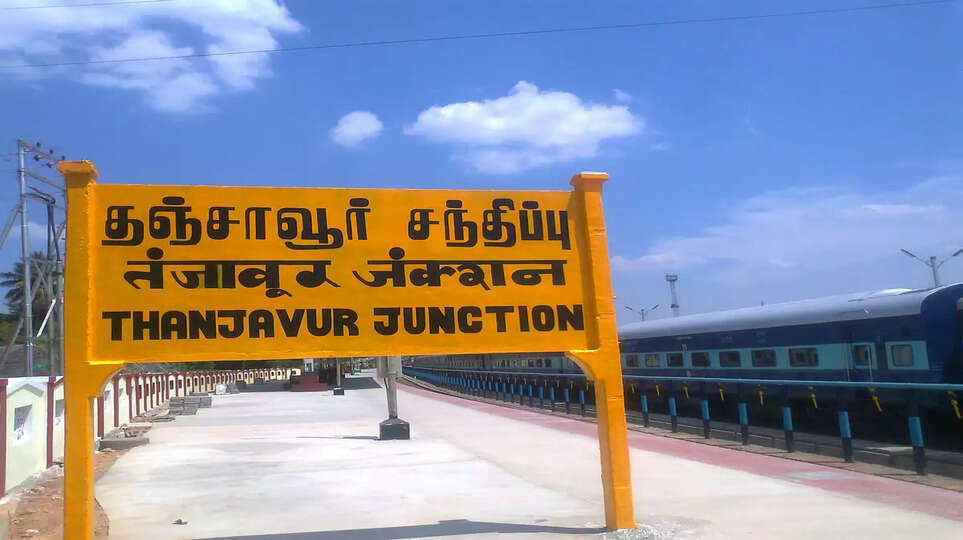 தஞ்சாவூர் சந்திப்பு
तंजावूर जंक्शन
THANJAVUR JUNCTION